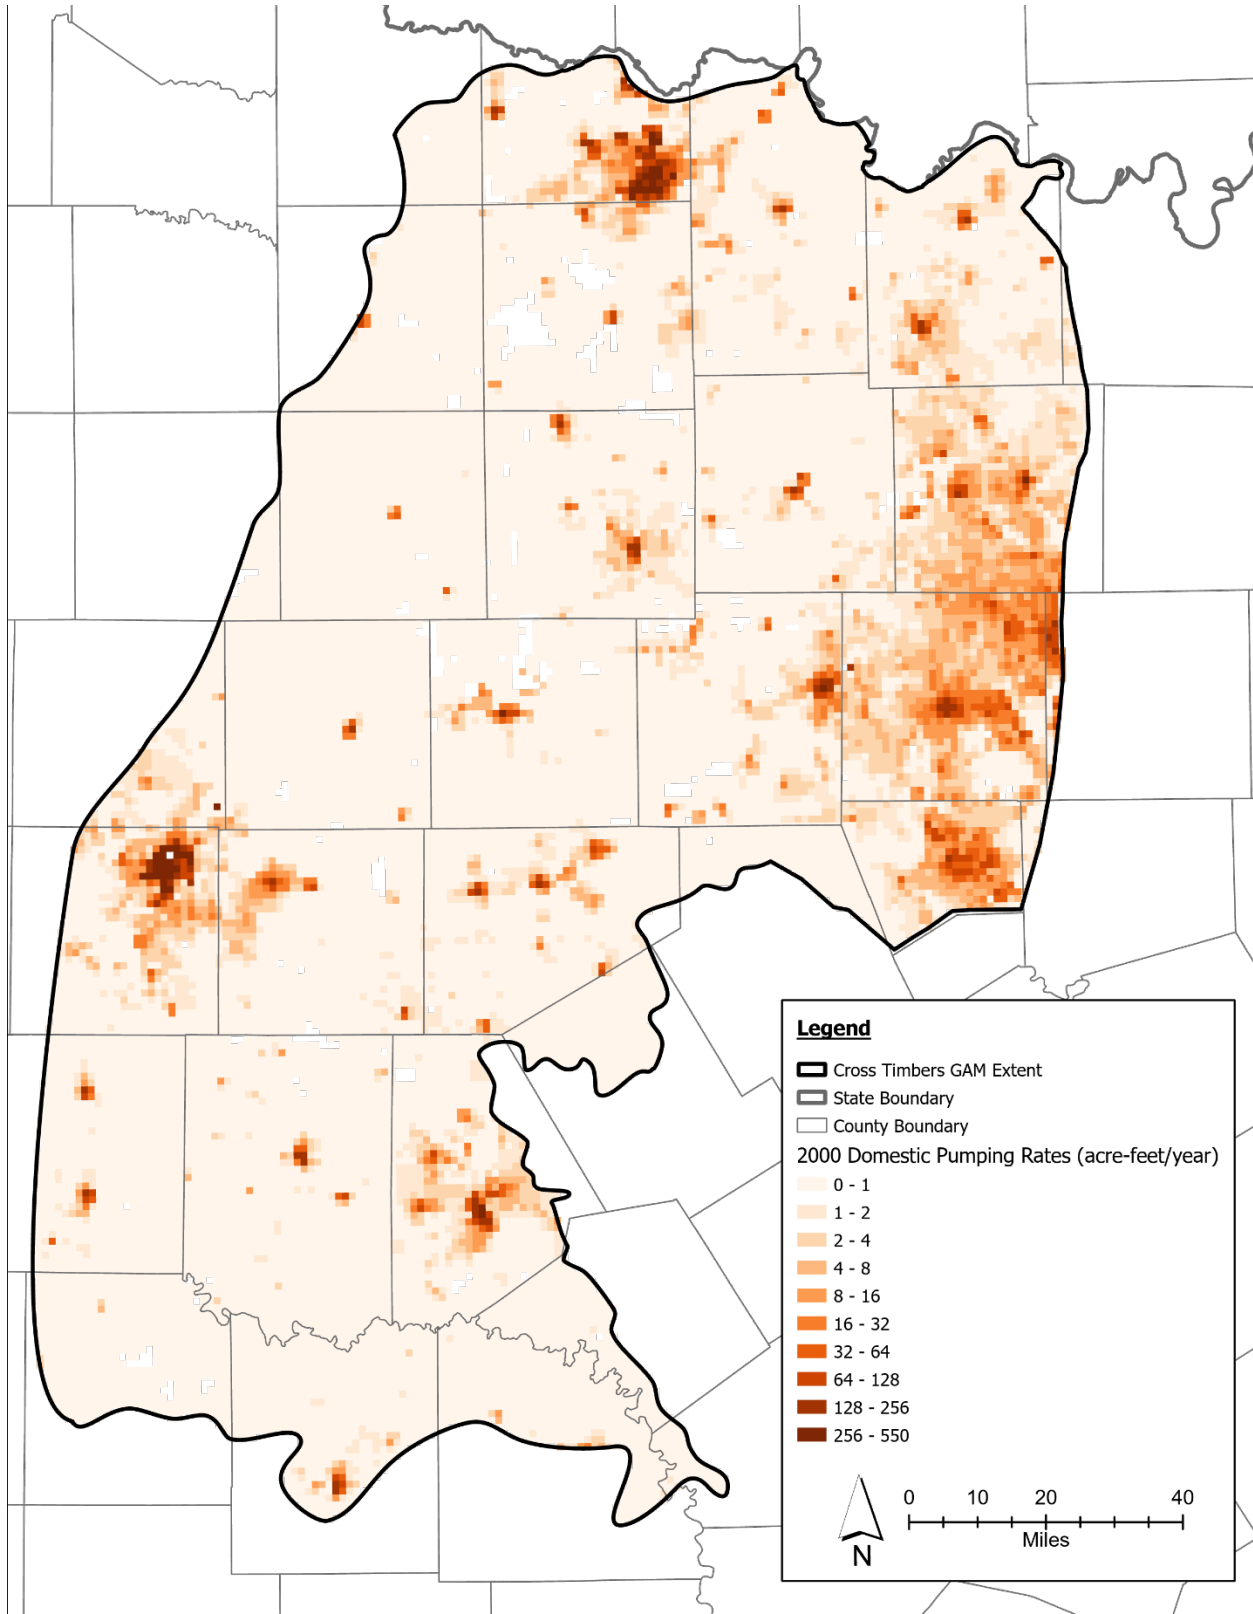 Legend
Cross Timbers GAM Extent
State Boundary
County Boundary
2000 Domestic Pumping Rates (acre-feet/year)
0 - 1
1 - 2
2 - 4
4 - 8
8 - 16
16 - 32
32 - 64
64 - 128
128 - 256
256 - 550
0 10 20 40
Miles
N